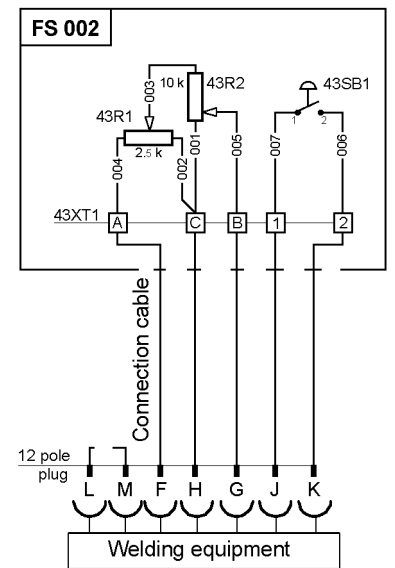 FS 002
003
10 k
43R2
43SB1
43R1
2.5 k
1 2
004
002
001
005
007
006
43XT1
A C B 1 2
Connection cable
12 pole
plug
L M F H G J K
Welding equipment